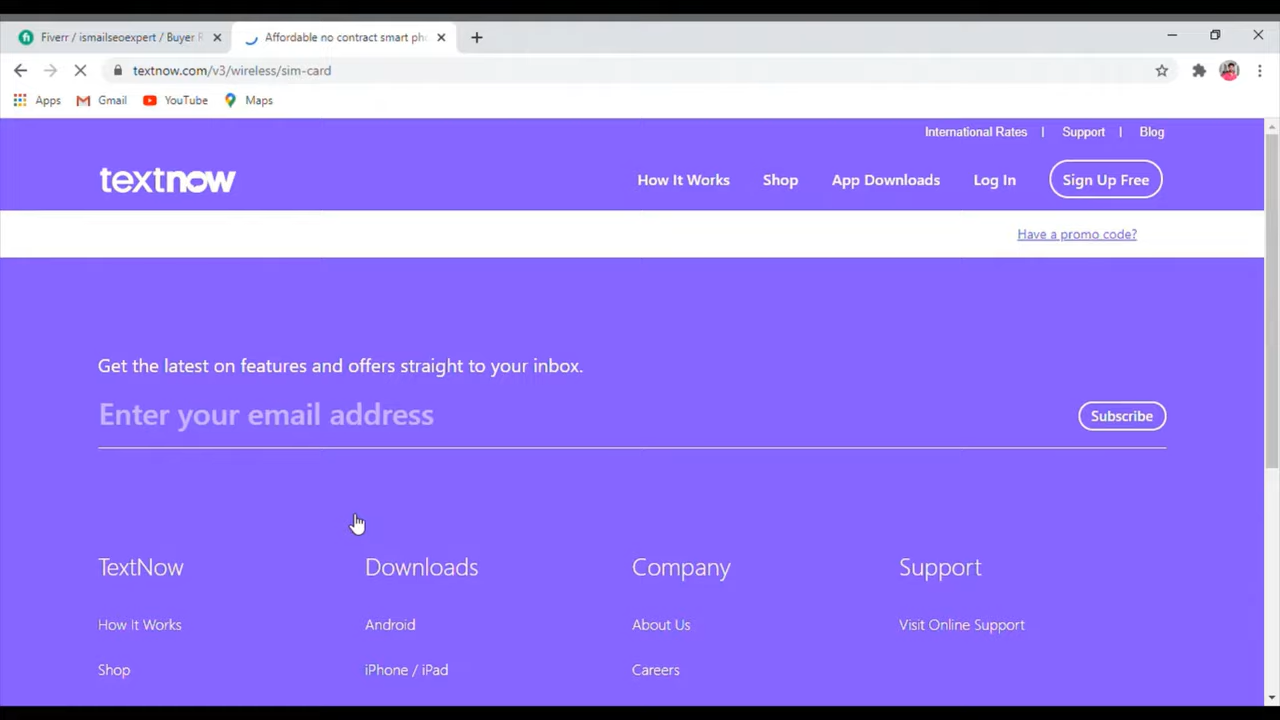 Fiverr / ismailseoexpert / Buyer R
Affordable no contract smart pho
textnow.com/v3/wireless/sim-card
Apps Gmail YouTube Maps
International Rates | Support | Blog
textnow How It Works Shop App Downloads Log In Sign Up Free
Have a promo code?
Get the latest on features and offers straight to your inbox.
Enter your email address Subscribe
TextNow Downloads Company Support
How It Works Android About Us Visit Online Support
Shop iPhone / iPad Careers